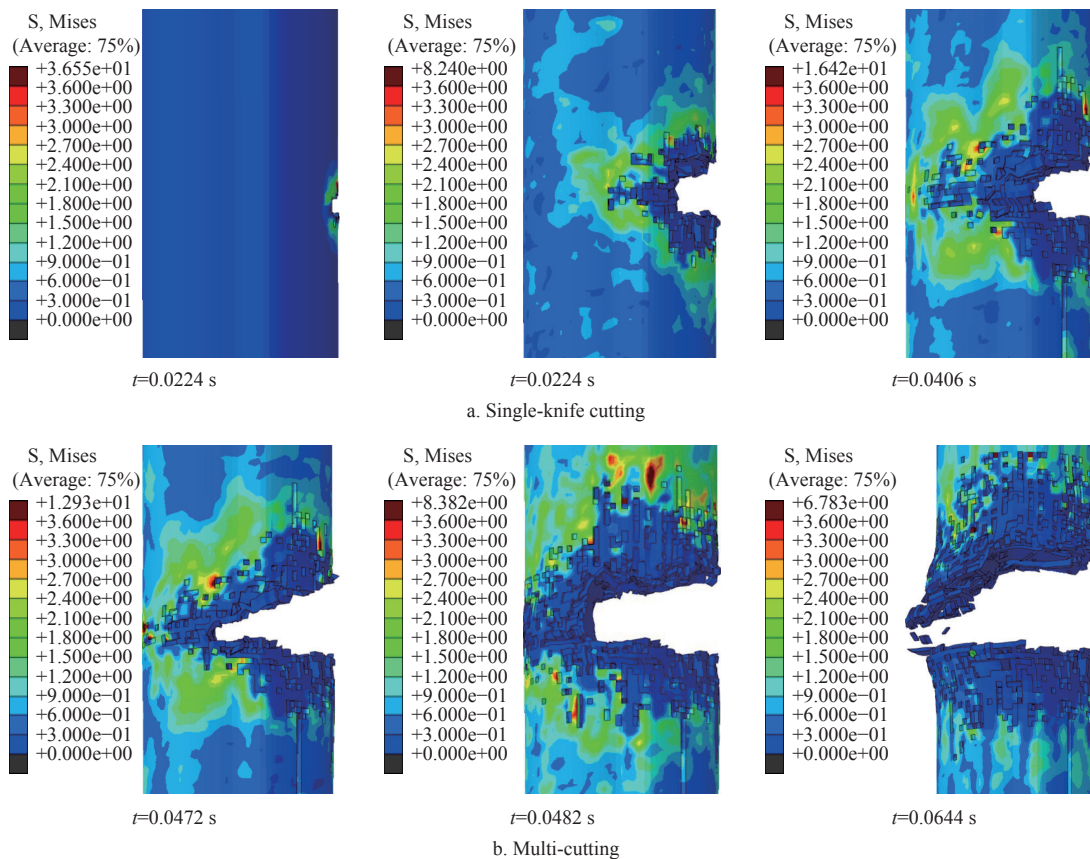 S, Mises
(Average: 75%)
+3.655e+01
+3.600e+00
+3.300e+00
+3.000e+00
+2.700e+00
+2.400e+00
+2.100e+00
+1.800e+00
+1.500e+00
+1.200e+00
+9.000e−01
+6.000e−01
+3.000e−01
+0.000e+00
t=0.0224 s
S, Mises
(Average: 75%)
+8.240e+00
+3.600e+00
+3.300e+00
+3.000e+00
+2.700e+00
+2.400e+00
+2.100e+00
+1.800e+00
+1.500e+00
+1.200e+00
+9.000e−01
+6.000e−01
+3.000e−01
+0.000e+00
t=0.0224 s
S, Mises
(Average: 75%)
+1.642e+01
+3.600e+00
+3.300e+00
+3.000e+00
+2.700e+00
+2.400e+00
+2.100e+00
+1.800e+00
+1.500e+00
+1.200e+00
+9.000e−01
+6.000e−01
+3.000e−01
+0.000e+00
t=0.0406 s
a. Single-knife cutting
S, Mises
(Average: 75%)
+1.293e+01
+3.600e+00
+3.300e+00
+3.000e+00
+2.700e+00
+2.400e+00
+2.100e+00
+1.800e+00
+1.500e+00
+1.200e+00
+9.000e−01
+6.000e−01
+3.000e−01
+0.000e+00
t=0.0472 s
S, Mises
(Average: 75%)
+8.382e+00
+3.600e+00
+3.300e+00
+3.000e+00
+2.700e+00
+2.400e+00
+2.100e+00
+1.800e+00
+1.500e+00
+1.200e+00
+9.000e−01
+6.000e−01
+3.000e−01
+0.000e+00
t=0.0482 s
S, Mises
(Average: 75%)
+6.783e+00
+3.600e+00
+3.300e+00
+3.000e+00
+2.700e+00
+2.400e+00
+2.100e+00
+1.800e+00
+1.500e+00
+1.200e+00
+9.000e−01
+6.000e−01
+3.000e−01
+0.000e+00
t=0.0644 s
b. Multi-cutting